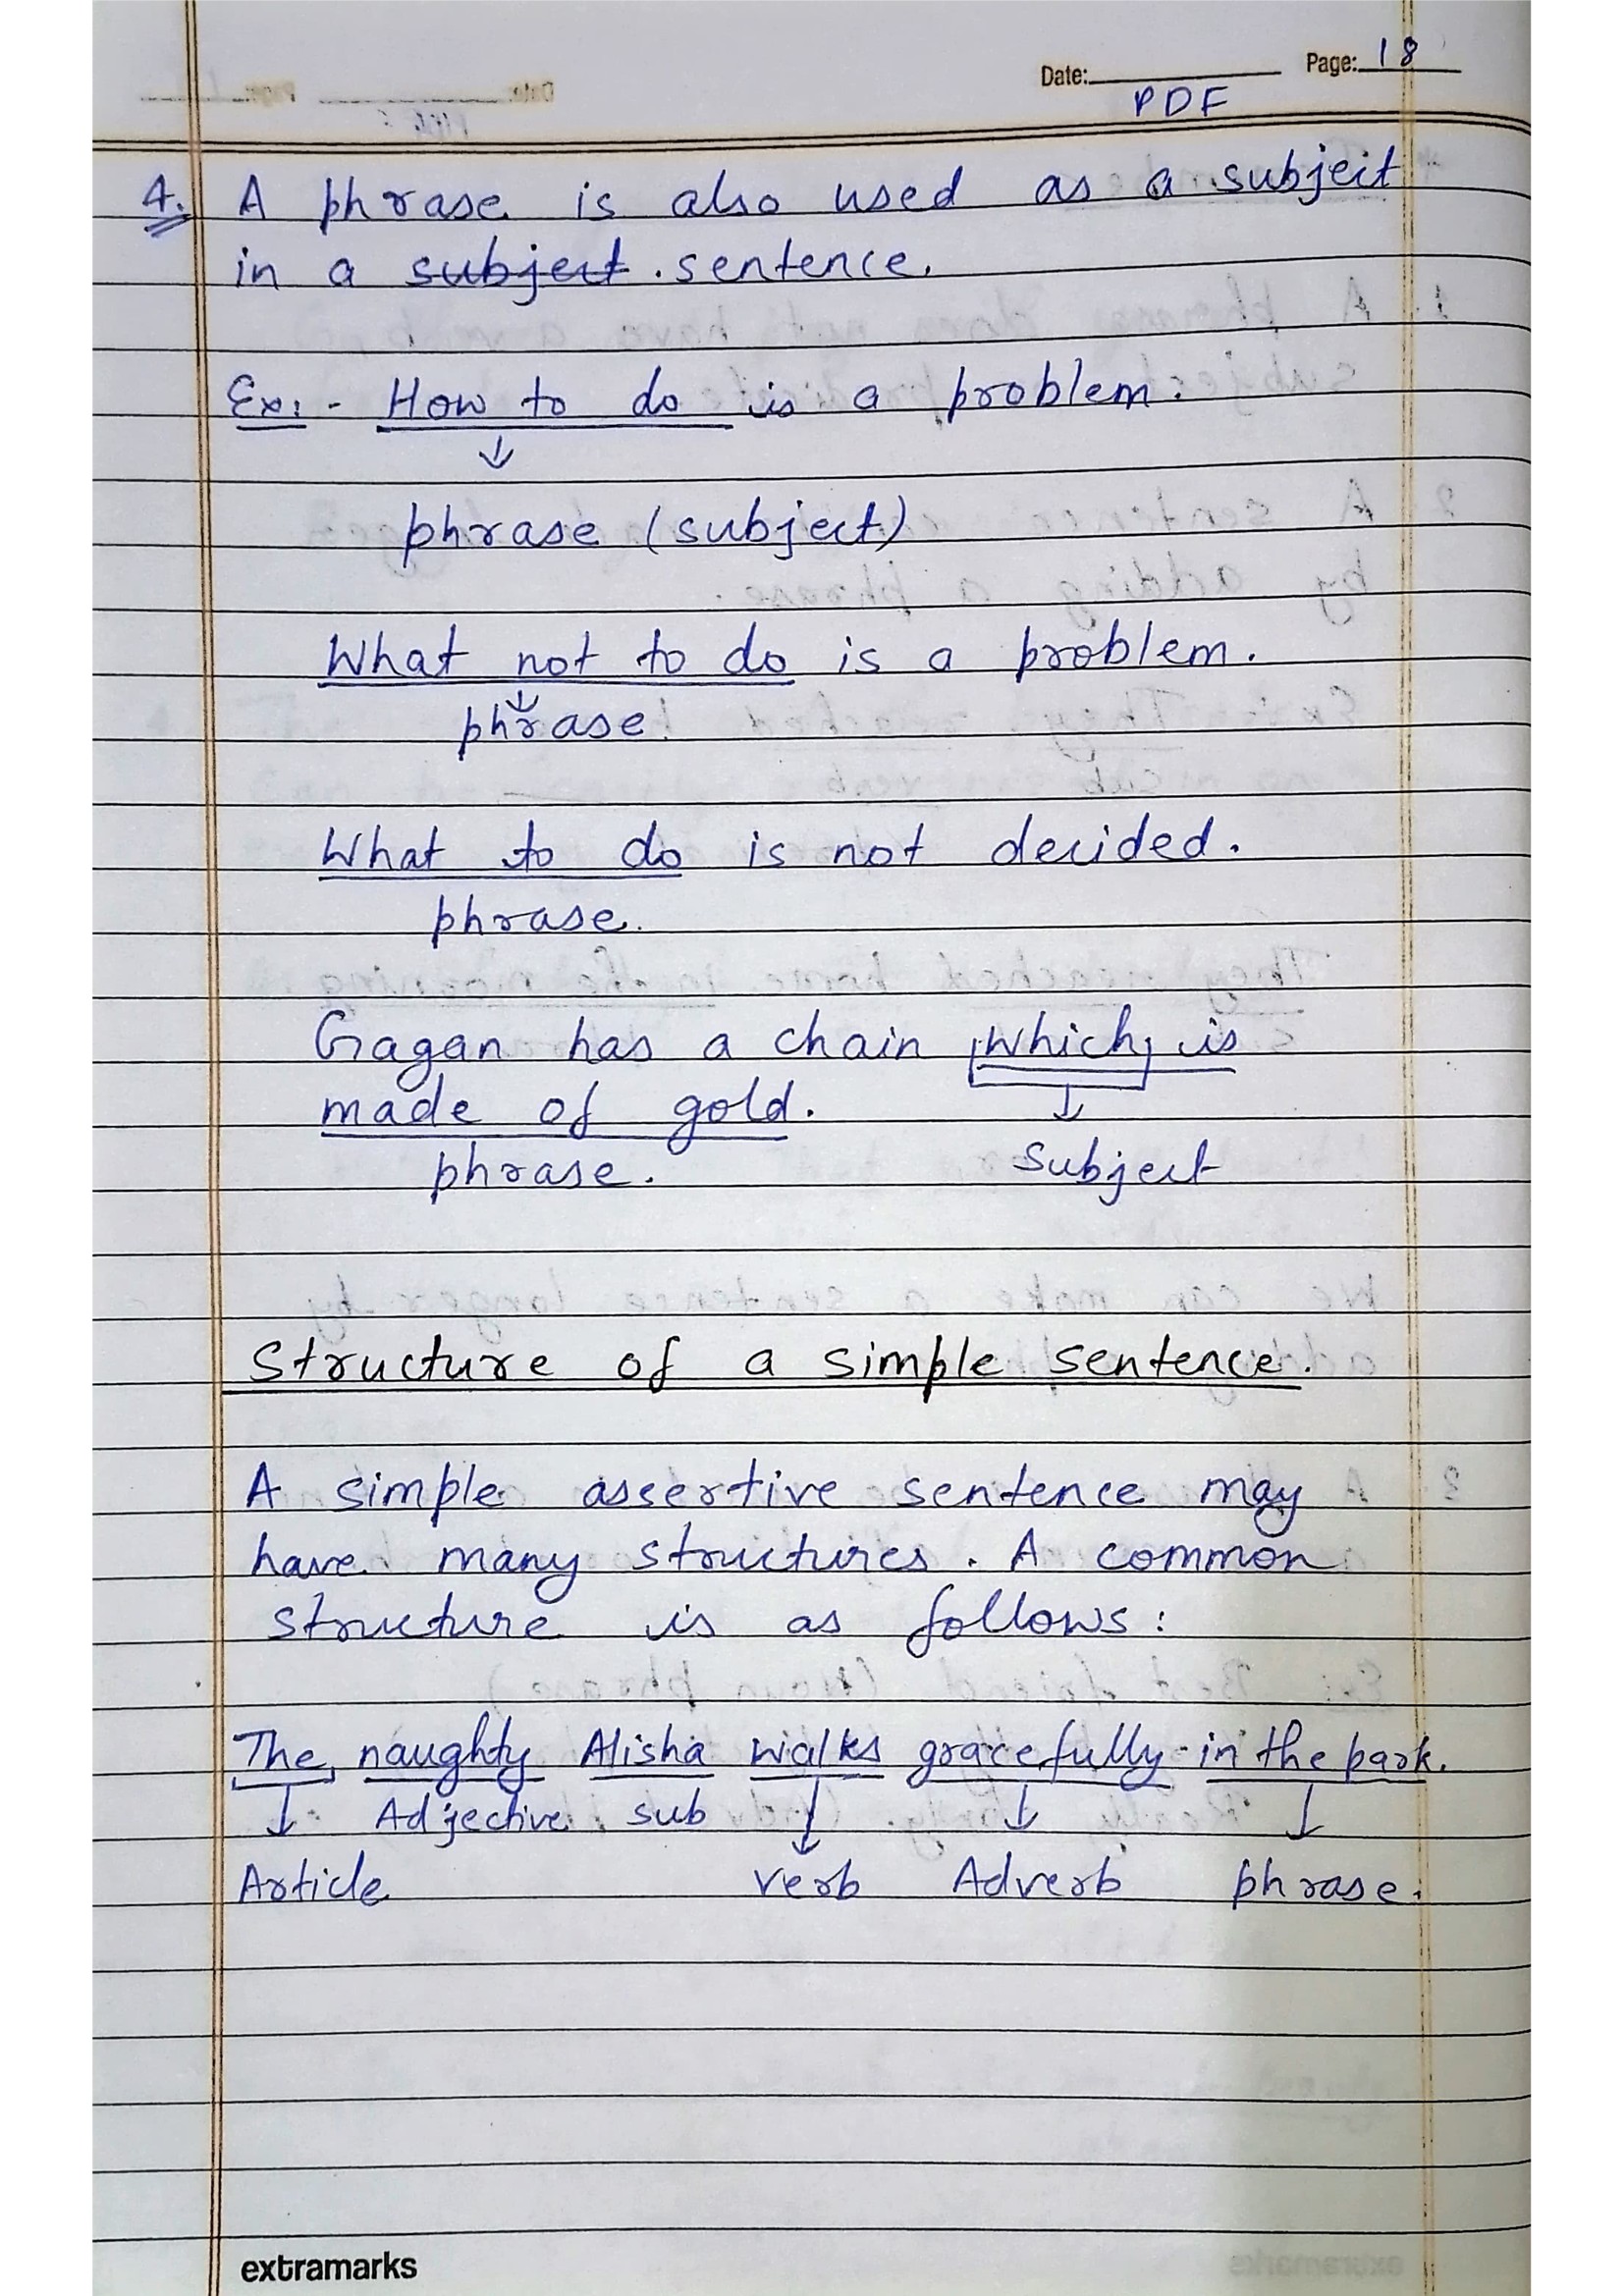 Date: Page: 18
PDF
4. A phrase is also used as a subject
in a subject . sentence.
Ex:- How to do is a problem.
phrase (subject)
What not to do is a problem.
phrase
What to do is not decided.
phrase.
Gagan has a chain which is
made of gold.
phrase. Subject
Structure of a simple sentence.
A simple assertive sentence may
have many structures. A common
structure is as follows:
The naughty Alisha walks gracefully in the park.
Adjective sub
Article verb Adverb phrase.
extramarks